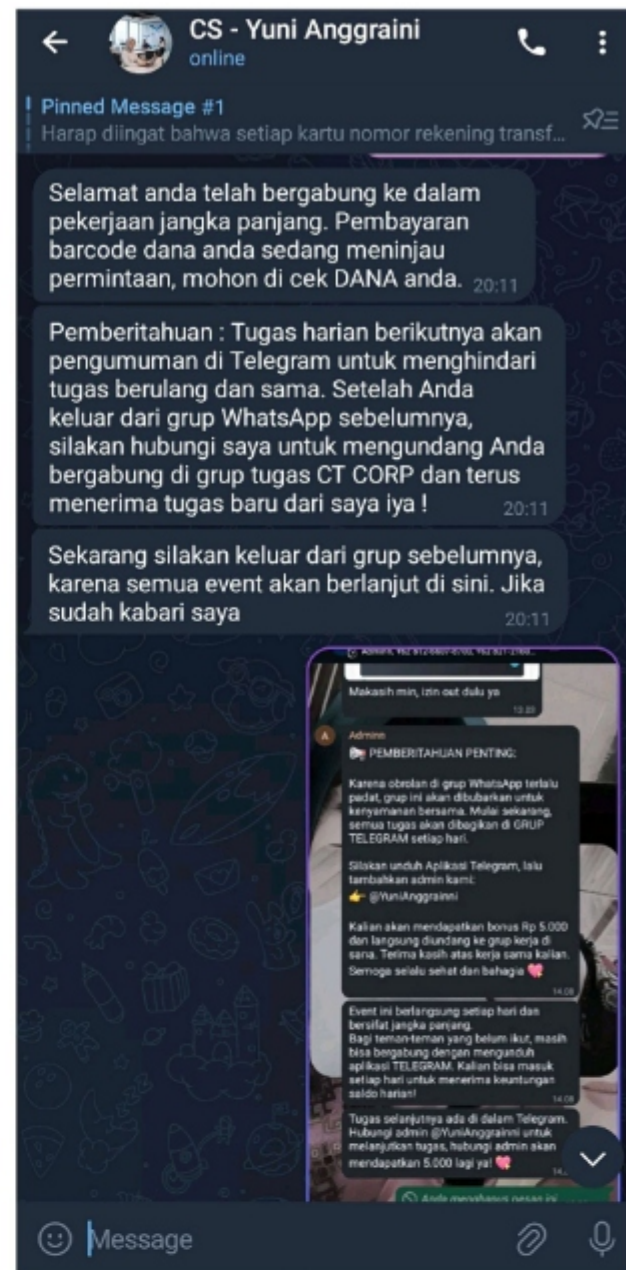 CS - Yuni Anggraini
online
Pinned Message #1
Harap diingat bahwa setiap kartu nomor rekening transf...
Selamat anda telah bergabung ke dalam
pekerjaan jangka panjang. Pembayaran
barcode dana anda sedang meninjau
permintaan, mohon di cek DANA anda. 20:11
Pemberitahuan : Tugas harian berikutnya akan
pengumuman di Telegram untuk menghindari
tugas berulang dan sama. Setelah Anda
keluar dari grup WhatsApp sebelumnya,
silakan hubungi saya untuk mengundang Anda
bergabung di grup tugas CT CORP dan terus
menerima tugas baru dari saya iya !
20:11
Sekarang silakan keluar dari grup sebelumnya,
karena semua event akan berlanjut di sini. Jika
sudah kabari saya
20:11
Makasih min, izin out dulu ya
A
Adminn
PEMBERITAHUAN PENTING:
Karena obrolan di grup WhatsApp terlalu
padat, grup ini akan dibubarkan untuk
kenyamanan bersama. Mulai sekarang,
semua tugas akan dibagikan di GRUP
TELEGRAM setiap hari.
Silakan unduh Aplikasi Telegram, lalu
tambahkan admin kami:
👉 @YuniAnggrainni
Kalian akan mendapatkan bonus Rp 5.000
dan langsung diundang ke grup kerja di
sana. Terima kasih atas kerja sama kalian.
Semoga selalu sehat dan bahagia 💘
14.08
Event ini berlangsung setiap hari dan
bersifat jangka panjang.
Bagi teman-teman yang belum ikut, masih
bisa bergabung dengan mengunduh
aplikasi TELEGRAM. Kalian bisa masuk
setiap hari untuk menerima keuntungan
saldo harian!
14.08
Tugas selanjutnya ada di dalam Telegram.
Hubungi admin @YuniAnggrainni untuk
melanjutkan tugas, hubungi admin akan
mendapatkan 5.000 lagi ya! 💘
Anda menghapus pesan ini
Message